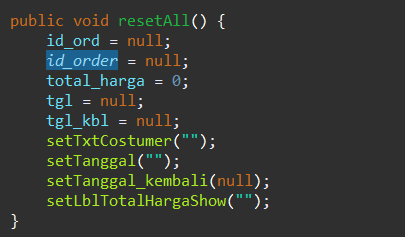 public void resetAll() {
    id_ord = null;
    id_order = null;
    total_harga = 0;
    tgl = null;
    tgl_kbl = null;
    setTxtCostumer("");
    setTanggal("");
    setTanggal_kembali(null);
    setLblTotalHargaShow("");
}